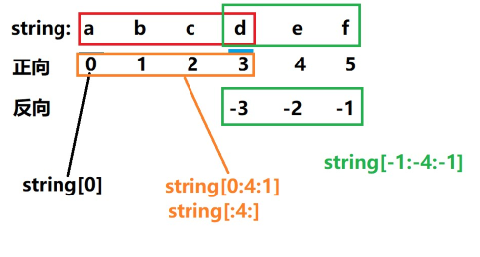 string: a b c d e f
正向 0 1 2 3 4 5
反向 -3 -2 -1
string[-1:-4:-1]
string[0] string[0:4:1]
string[:4:]